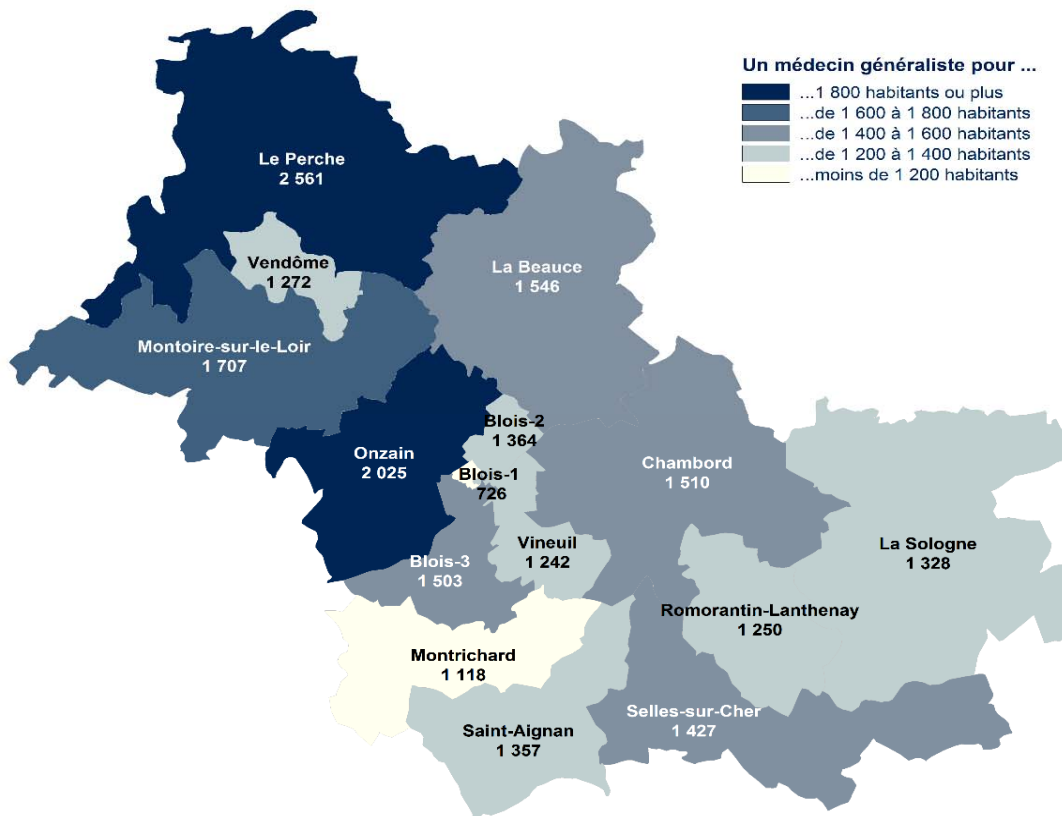 Un médecin généraliste pour ...
...1 800 habitants ou plus
...de 1 600 à 1 800 habitants
...de 1 400 à 1 600 habitants
...de 1 200 à 1 400 habitants
...moins de 1 200 habitants
Le Perche
2 561
Vendôme
1 272
La Beauce
1 546
Montoire-sur-le-Loir
1 707
Blois-2
1 364
Onzain
2 025
Blois-1
726
Chambord
1 510
Vineuil
1 242
La Sologne
1 328
Blois-3
1 503
Romorantin-Lanthenay
1 250
Montrichard
1 118
Selles-sur-Cher
1 427
Saint-Aignan
1 357